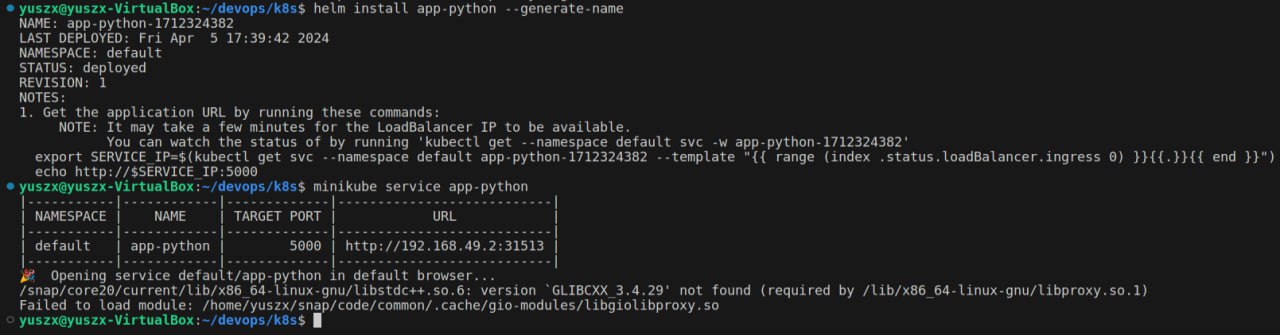 yuszx@yuszx-VirtualBox:~/devops/k8s$ helm install app-python --generate-name
NAME: app-python-1712324382
LAST DEPLOYED: Fri Apr  5 17:39:42 2024
NAMESPACE: default
STATUS: deployed
REVISION: 1
NOTES:
1. Get the application URL by running these commands:
     NOTE: It may take a few minutes for the LoadBalancer IP to be available.
           You can watch the status of by running 'kubectl get --namespace default svc -w app-python-1712324382'
  export SERVICE_IP=$(kubectl get svc --namespace default app-python-1712324382 --template "{{ range (index .status.loadBalancer.ingress 0) }}{{.}}{{ end }}")
  echo http://$SERVICE_IP:5000
yuszx@yuszx-VirtualBox:~/devops/k8s$ minikube service app-python
|-----------|------------|-------------|---------------------------|
| NAMESPACE |    NAME    | TARGET PORT |            URL            |
|-----------|------------|-------------|---------------------------|
| default   | app-python |        5000 | http://192.168.49.2:31513 |
|-----------|------------|-------------|---------------------------|
🎉  Opening service default/app-python in default browser...
/snap/core20/current/lib/x86_64-linux-gnu/libstdc++.so.6: version `GLIBCXX_3.4.29' not found (required by /lib/x86_64-linux-gnu/libproxy.so.1)
Failed to load module: /home/yuszx/snap/code/common/.cache/gio-modules/libgiolibproxy.so
yuszx@yuszx-VirtualBox:~/devops/k8s$